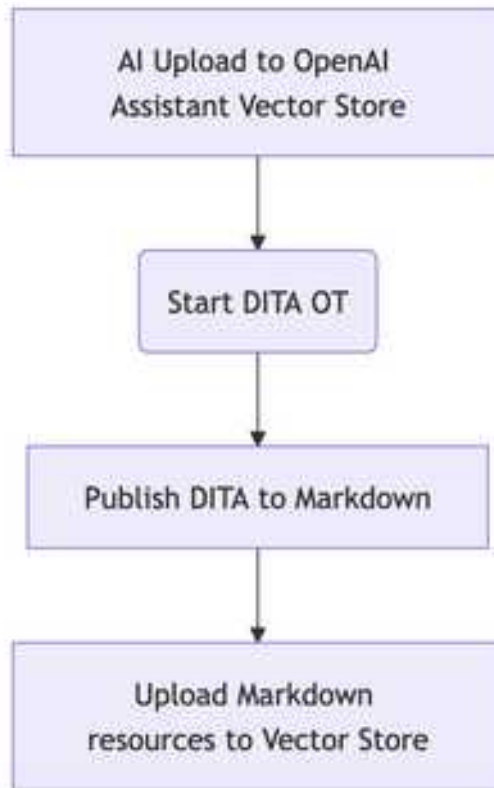 AI Upload to OpenAI
Assistant Vector Store
Start DITA OT
Publish DITA to Markdown
Upload Markdown
resources to Vector Store